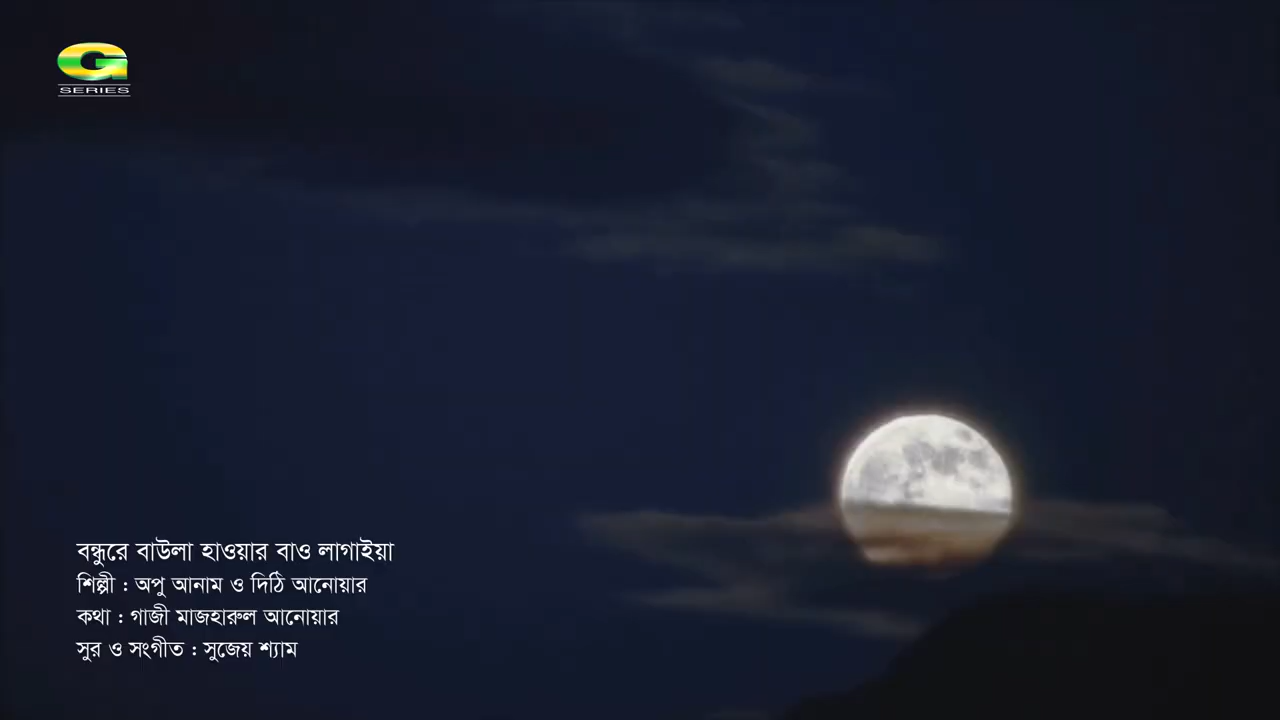 G
SERIES
বন্ধুরে বাউলা হাওয়ার বাও লাগাইয়া
শিল্পী : অপু আনাম ও দিঠি আনোয়ার
কথা : গাজী মাজহারুল আনোয়ার
সুর ও সংগীত : সুজেয় শ্যাম